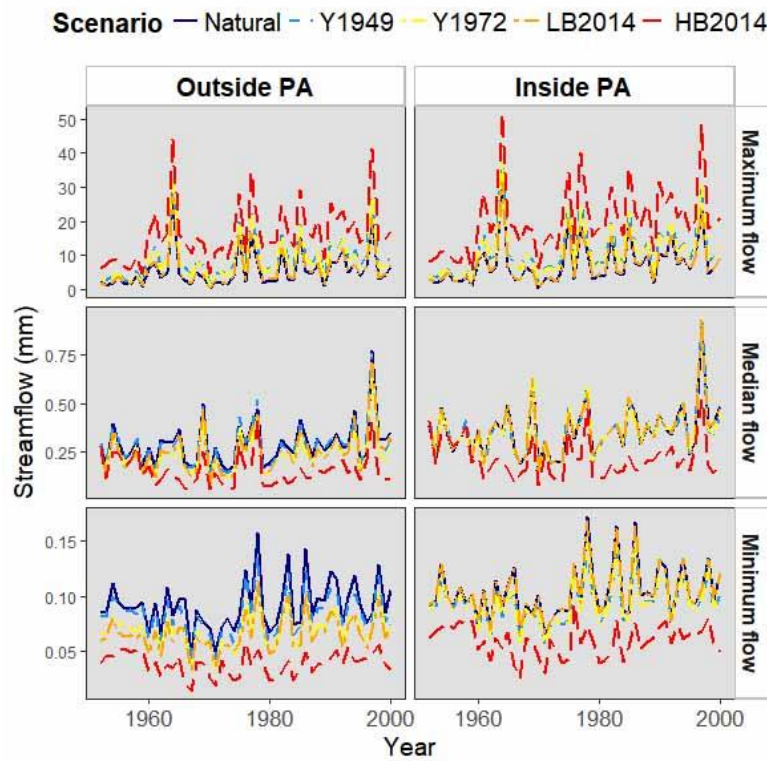 Scenario Natural Y1949 Y1972 LB2014 HB2014
Outside PA Inside PA
50
40
30
20
10
0
Maximum flow
0.75
0.50
0.25
Median flow
Streamflow (mm)
0.15
0.10
0.05
Minimum flow
1960 1980 2000 1960 1980 2000
Year